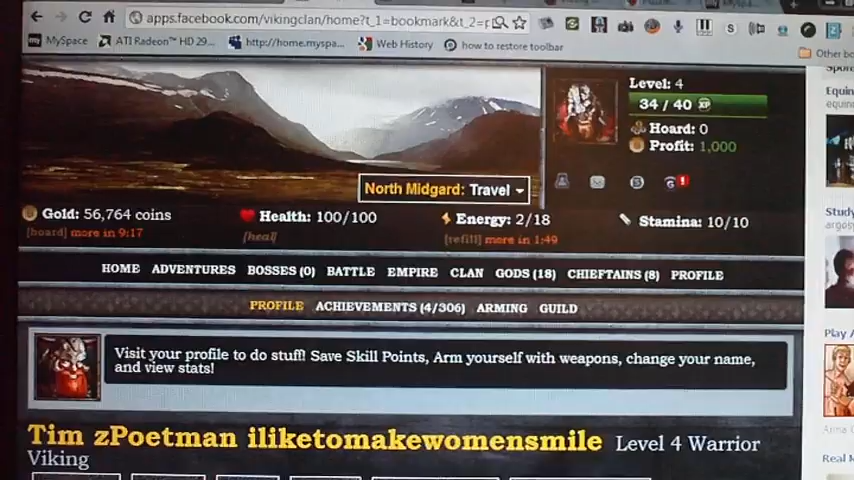 apps.facebook.com/vikingclan/home?t_1=bookmark&t_2=
MySpace ATI Radeon™ HD 29... http://home.myspa... Web History how to restore toolbar
Other bo
Level: 4
34 / 40 XP
Hoard: 0
Profit: 1,000
North Midgard: Travel
Gold: 56,764 coins Health: 100/100 Energy: 2/18 Stamina: 10/10
[hoard] more in 9:17 [heal] [refill] more in 1:49
HOME ADVENTURES BOSSES (0) BATTLE EMPIRE CLAN GODS (18) CHIEFTAINS (8) PROFILE
PROFILE ACHIEVEMENTS (4/306) ARMING GUILD
Visit your profile to do stuff! Save Skill Points, Arm yourself with weapons, change your name,
and view stats!
Tim zPoetman iliketomakewomensmile Level 4 Warrior
Viking
Equin
equin
Study
argos
Play A
Real M